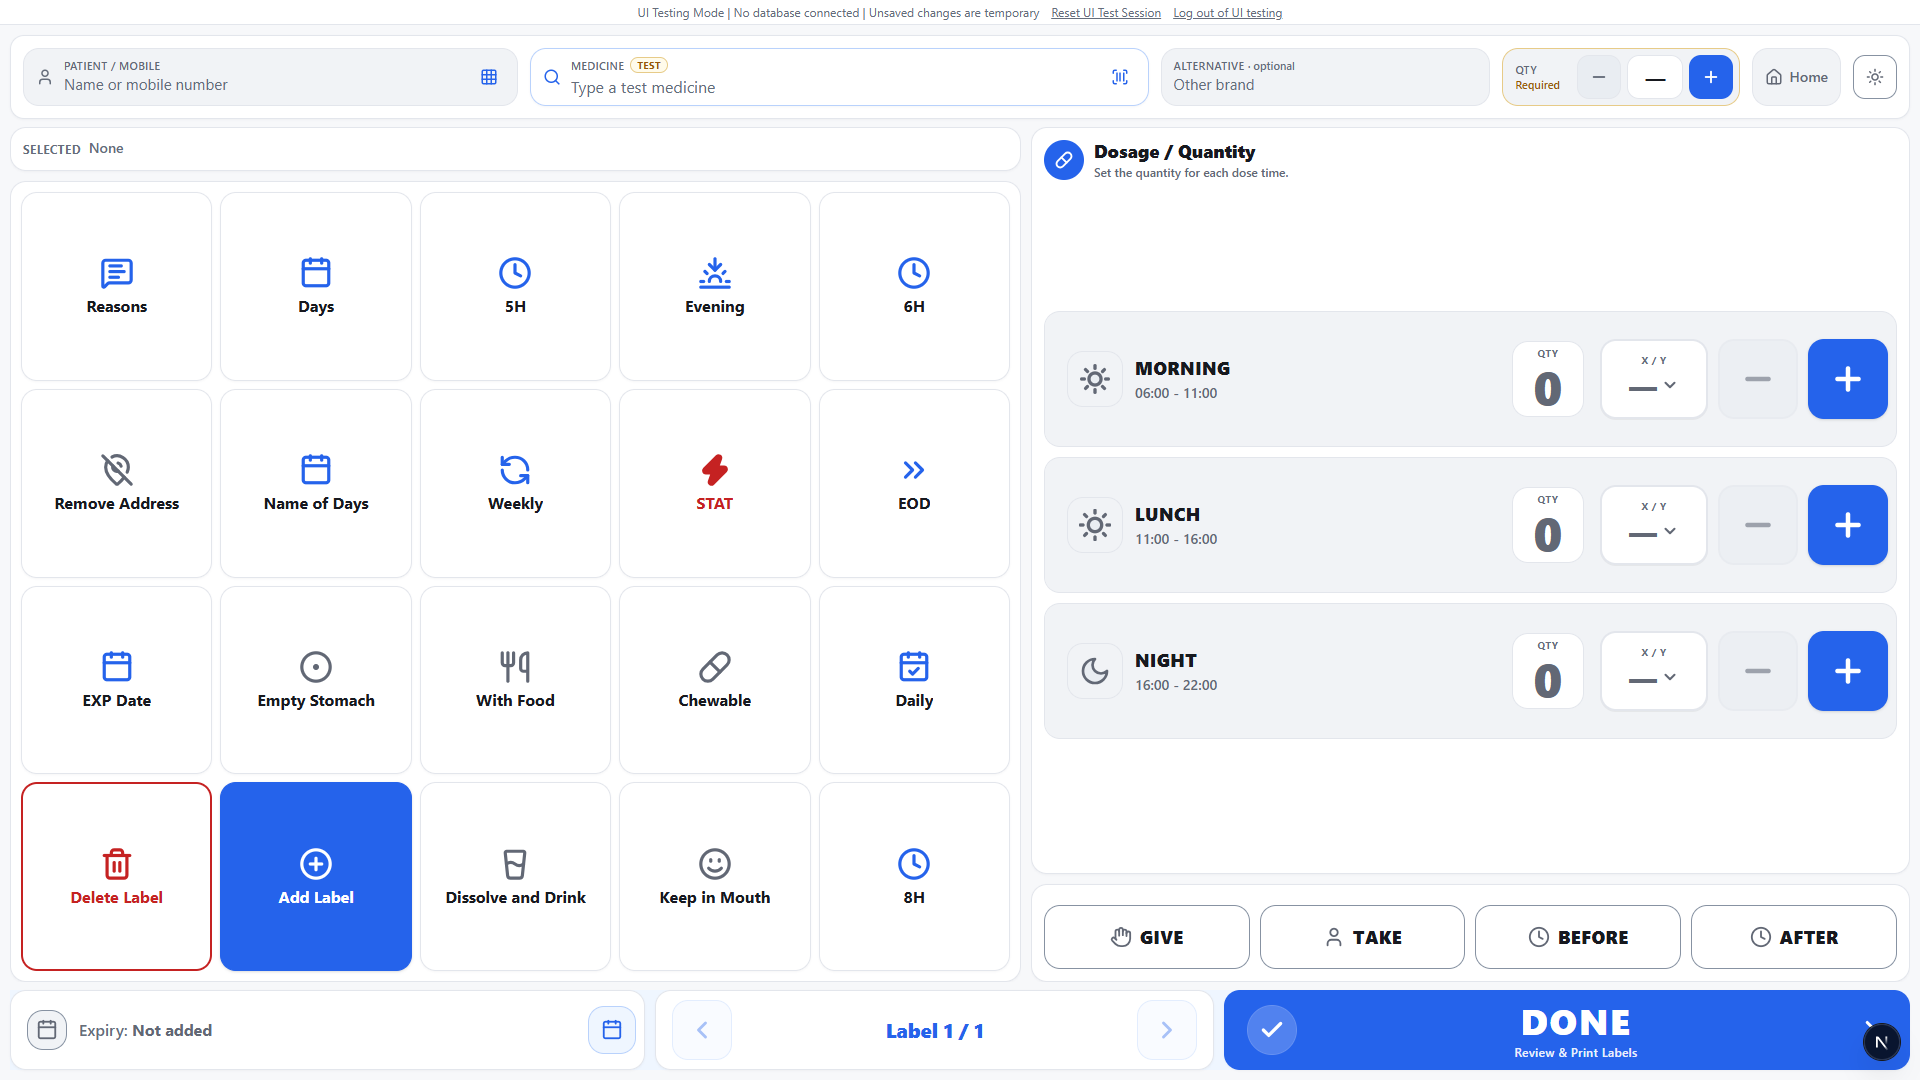 UI Testing Mode | No database connected | Unsaved changes are temporary Reset UI Test Session Log out of UI testing
PATIENT / MOBILE
Name or mobile number
MEDICINE TEST
Type a test medicine
ALTERNATIVE · optional
Other brand
QTY
Required
—
Home
SELECTED None
Reasons
Days
5H
Evening
6H
Remove Address
Name of Days
Weekly
STAT
EOD
EXP Date
Empty Stomach
With Food
Chewable
Daily
Delete Label
Add Label
Dissolve and Drink
Keep in Mouth
8H
Dosage / Quantity
Set the quantity for each dose time.
MORNING
06:00 - 11:00
QTY
0
X / Y
—
LUNCH
11:00 - 16:00
QTY
0
X / Y
—
NIGHT
16:00 - 22:00
QTY
0
X / Y
—
GIVE
TAKE
BEFORE
AFTER
Expiry: Not added
Label 1 / 1
DONE
Review & Print Labels
N